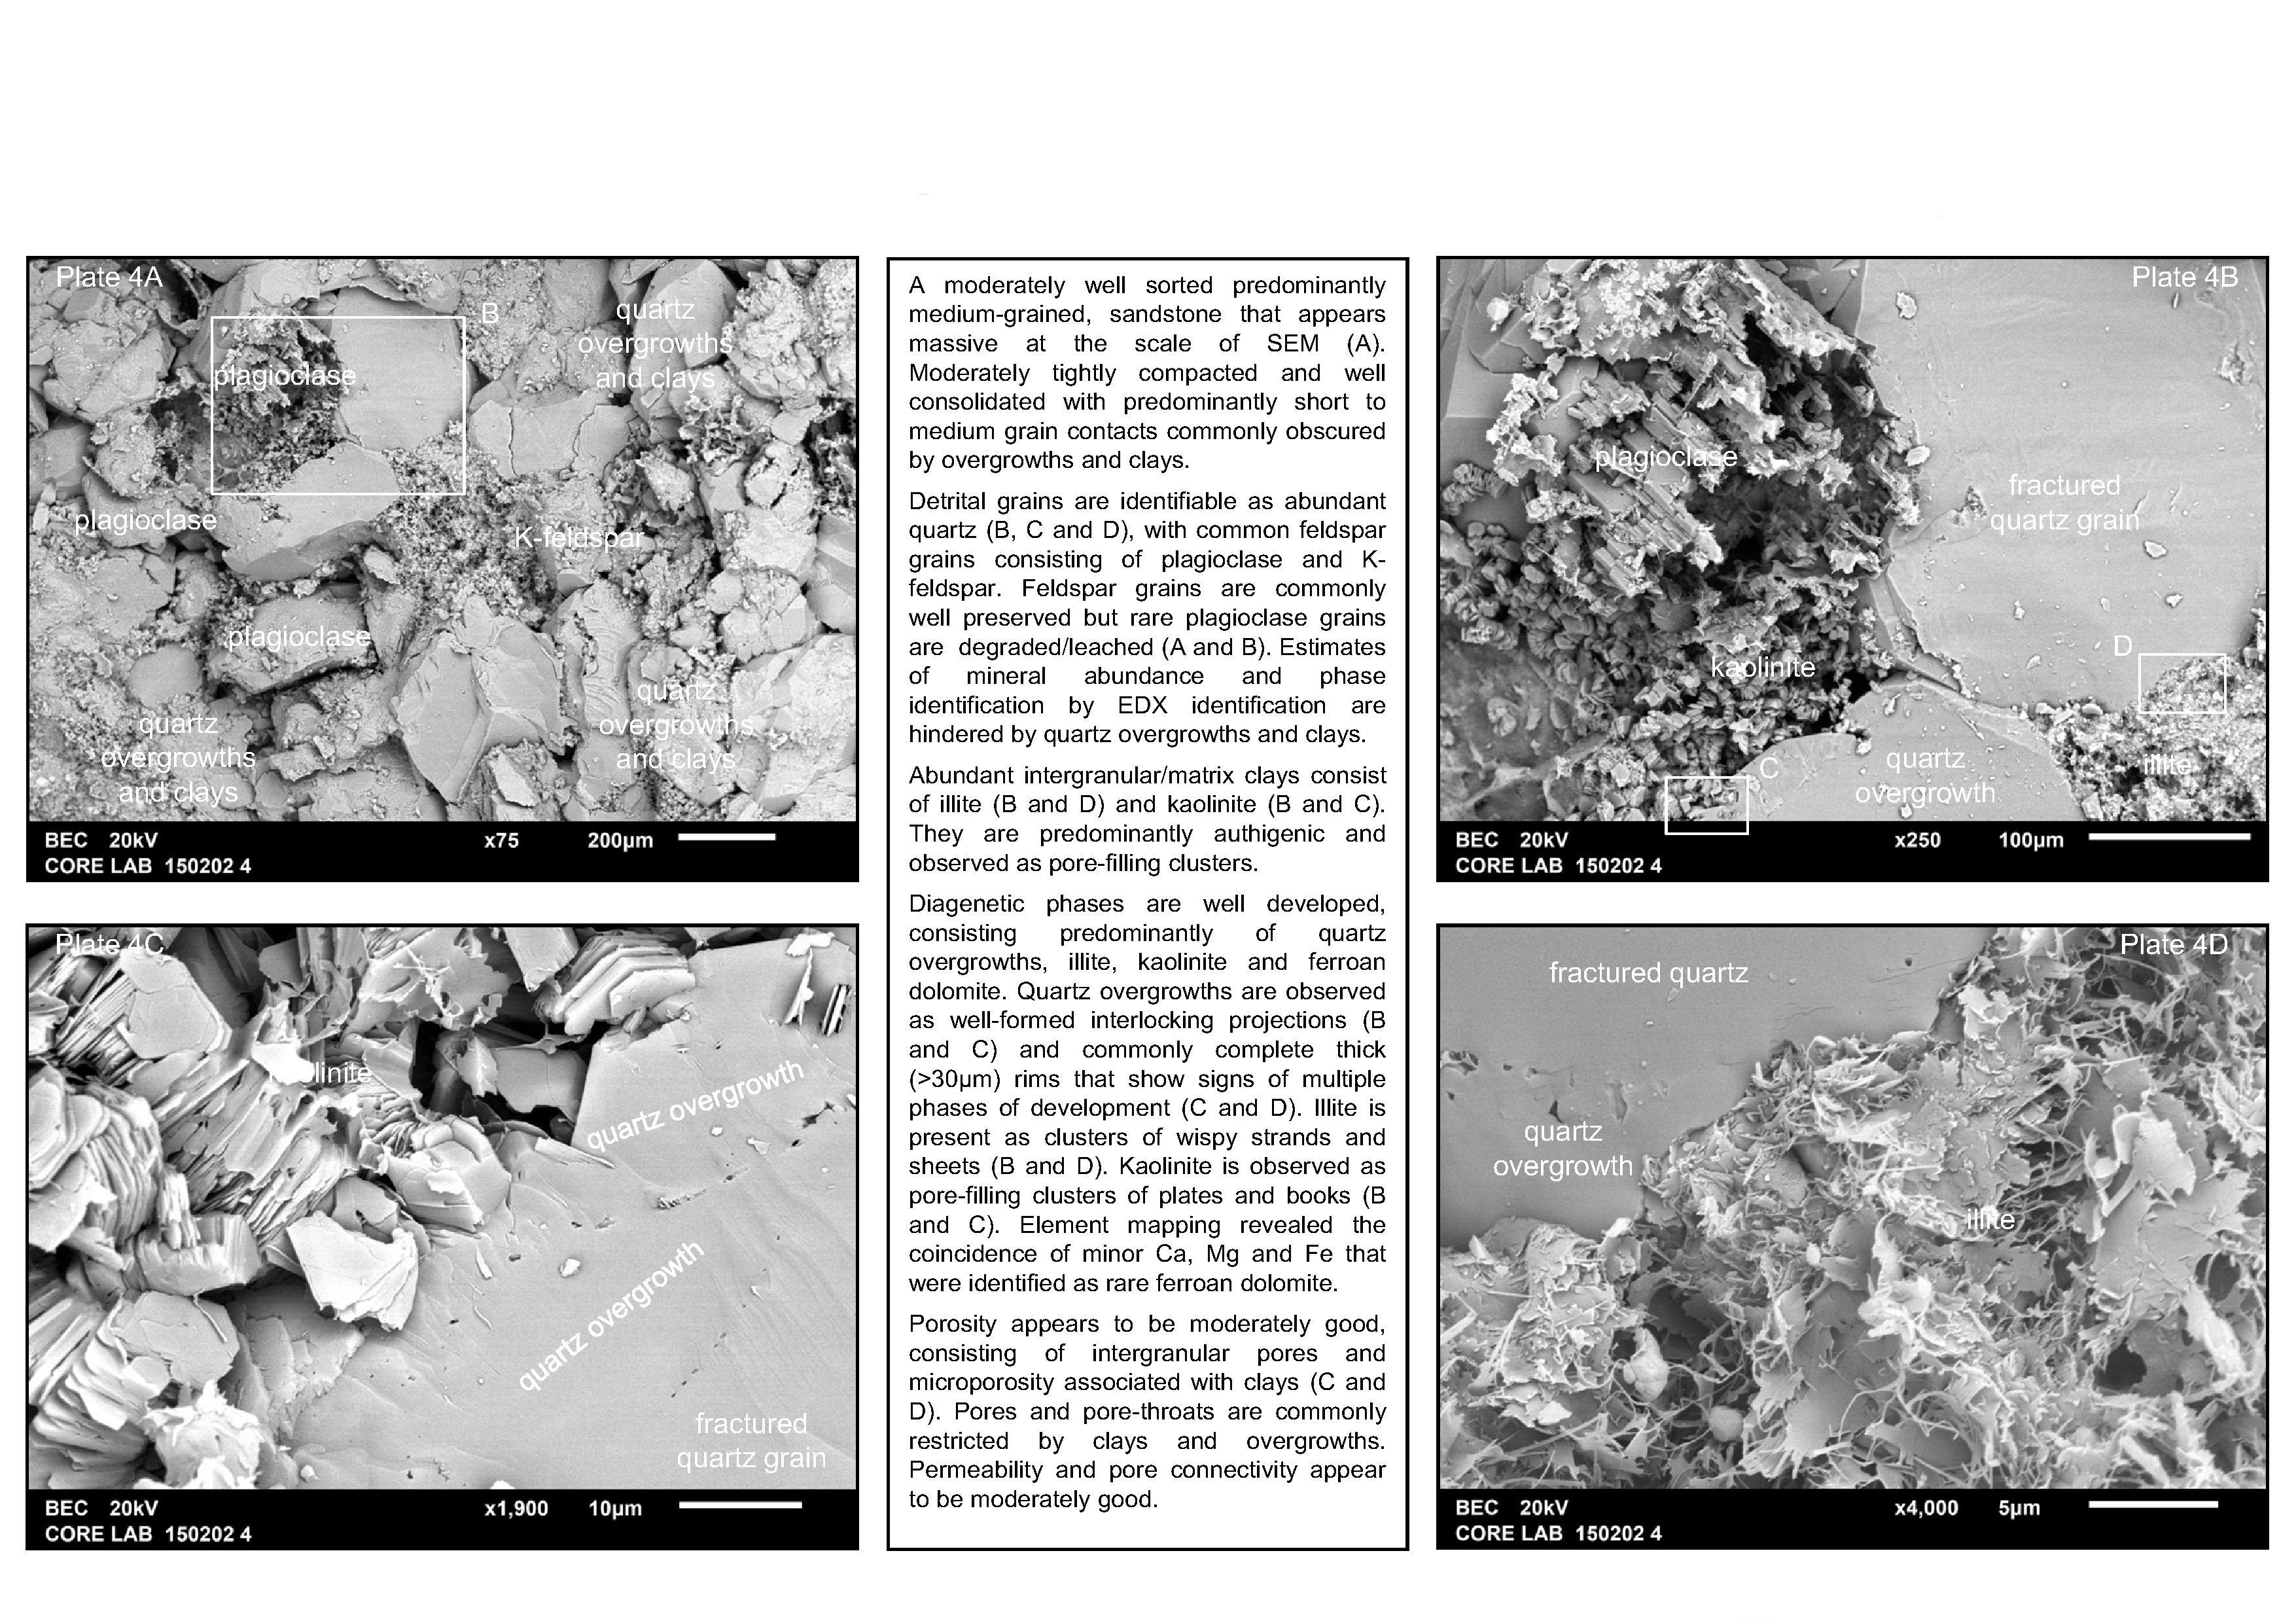 Plate 4A
B
quartz
overgrowths
and clays
plagioclase
plagioclase
K-feldspar
plagioclase
quartz
overgrowths
and clays
quartz
overgrowths
and clays
BEC 20kV x75 200µm
CORE LAB 150202 4
Plate 4C
quartz overgrowth
quartz overgrowth
fractured
quartz grain
BEC 20kV x1,900 10µm
CORE LAB 150202 4
A moderately well sorted predominantly
medium-grained, sandstone that appears
massive at the scale of SEM (A).
Moderately tightly compacted and well
consolidated with predominantly short to
medium grain contacts commonly obscured
by overgrowths and clays.
Detrital grains are identifiable as abundant
quartz (B, C and D), with common feldspar
grains consisting of plagioclase and K-
feldspar. Feldspar grains are commonly
well preserved but rare plagioclase grains
are degraded/leached (A and B). Estimates
of mineral abundance and phase
identification by EDX identification are
hindered by quartz overgrowths and clays.
Abundant intergranular/matrix clays consist
of illite (B and D) and kaolinite (B and C).
They are predominantly authigenic and
observed as pore-filling clusters.
Diagenetic phases are well developed,
consisting predominantly of quartz
overgrowths, illite, kaolinite and ferroan
dolomite. Quartz overgrowths are observed
as well-formed interlocking projections (B
and C) and commonly complete thick
(>30µm) rims that show signs of multiple
phases of development (C and D). Illite is
present as clusters of wispy strands and
sheets (B and D). Kaolinite is observed as
pore-filling clusters of plates and books (B
and C). Element mapping revealed the
coincidence of minor Ca, Mg and Fe that
were identified as rare ferroan dolomite.
Porosity appears to be moderately good,
consisting of intergranular pores and
microporosity associated with clays (C and
D). Pores and pore-throats are commonly
restricted by clays and overgrowths.
Permeability and pore connectivity appear
to be moderately good.
Plate 4B
plagioclase
fractured
quartz grain
D
kaolinite
C
quartz
overgrowth
illite
BEC 20kV x250 100µm
CORE LAB 150202 4
Plate 4D
fractured quartz
quartz
overgrowth
illite
BEC 20kV x4,000 5µm
CORE LAB 150202 4